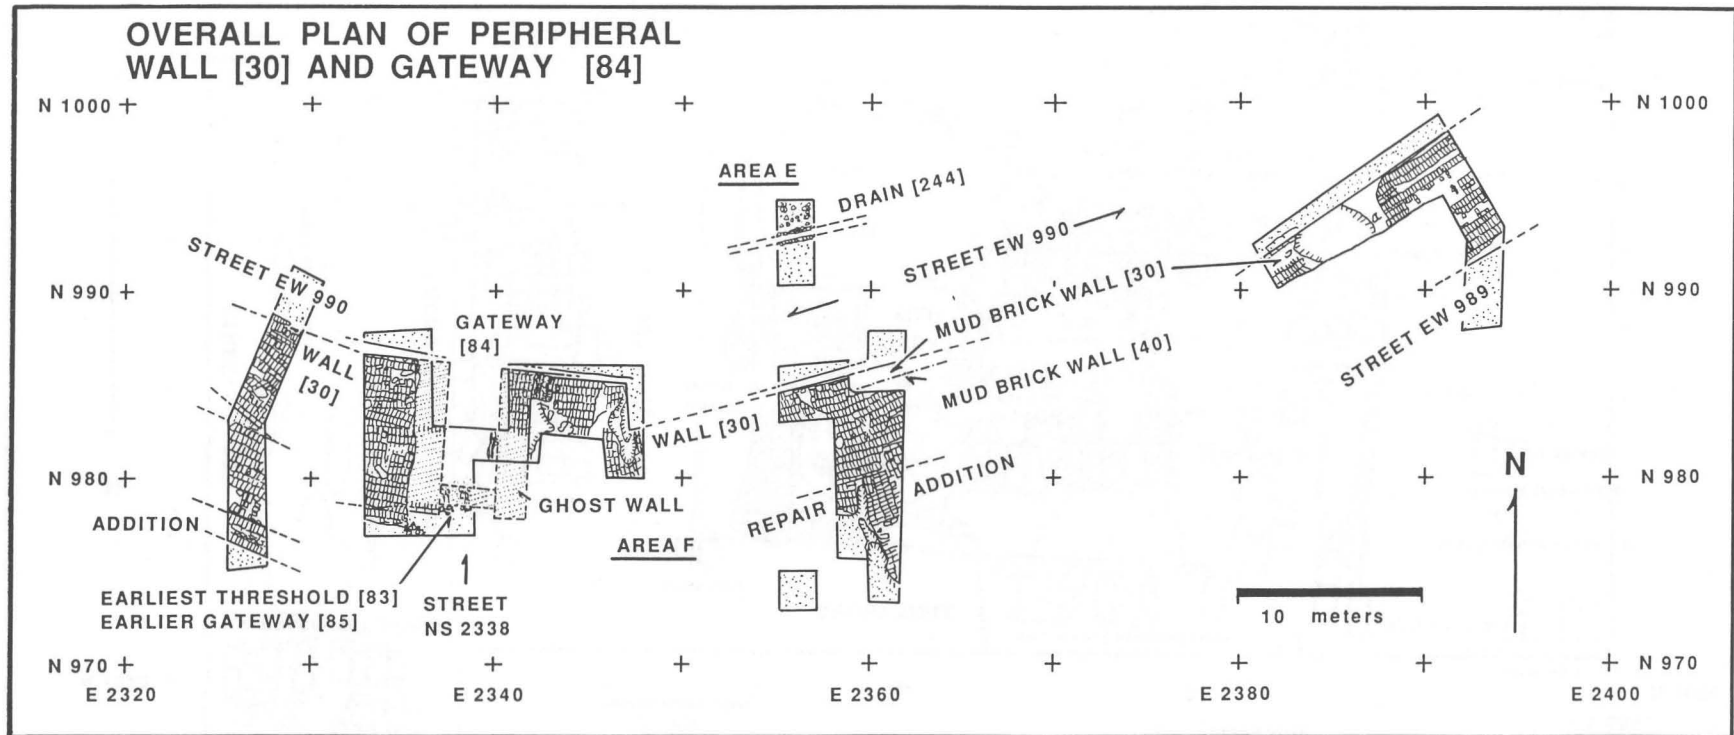 OVERALL PLAN OF PERIPHERAL
WALL [30] AND GATEWAY [84]
N 1000
N 1000
AREA E
DRAIN [244]
STREET EW 990
STREET EW 990
N 990
N 990
MUD BRICK WALL [30]
GATEWAY
[84]
WALL
[30]
MUD BRICK WALL [40]
STREET EW 989
WALL [30]
N 980
N 980
N
ADDITION
REPAIR
GHOST WALL
ADDITION
AREA F
EARLIEST THRESHOLD [83]
EARLIER GATEWAY [85]
STREET
NS 2338
10 meters
N 970
N 970
E 2320
E 2340
E 2360
E 2380
E 2400